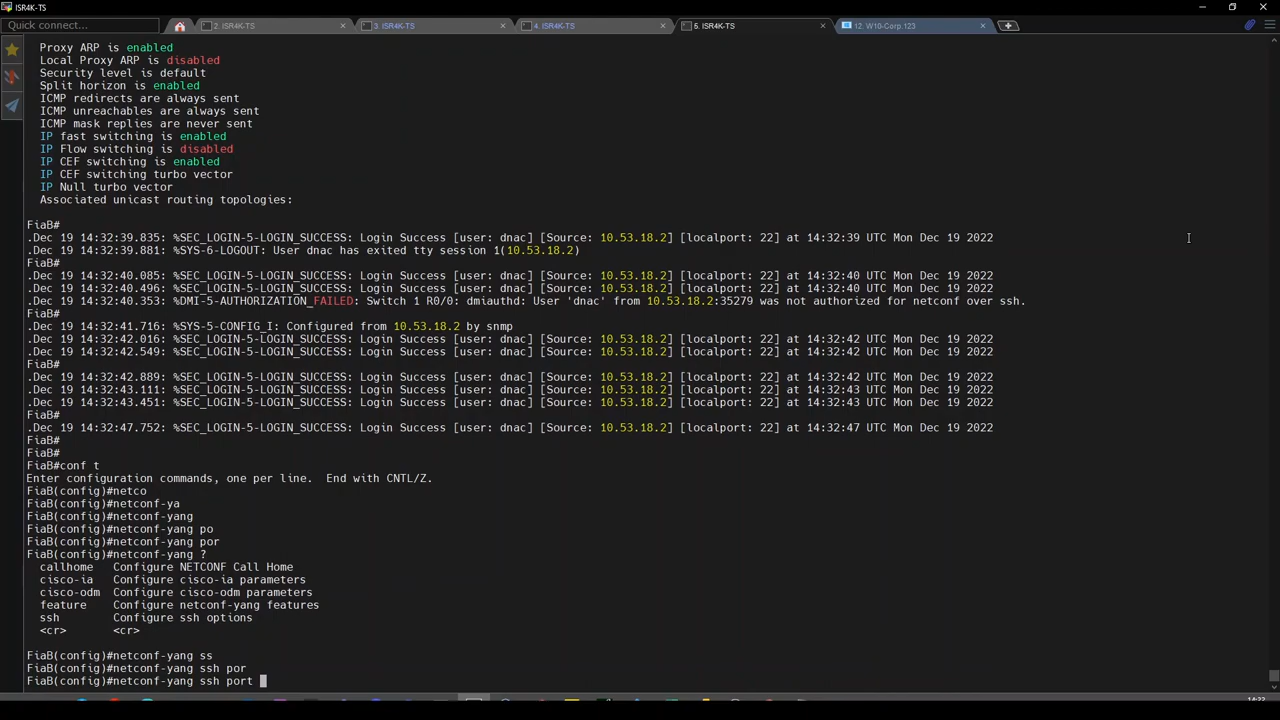 ISR4K-TS
Quick connect...
2. ISR4K-TS
3. ISR4K-TS
4. ISR4K-TS
5. ISR4K-TS
12. W10-Corp.123
Proxy ARP is enabled
Local Proxy ARP is disabled
Security level is default
Split horizon is enabled
ICMP redirects are always sent
ICMP unreachables are always sent
ICMP mask replies are never sent
IP fast switching is enabled
IP Flow switching is disabled
IP CEF switching is enabled
IP CEF switching turbo vector
IP Null turbo vector
Associated unicast routing topologies:
FiaB#
.Dec 19 14:32:39.835: %SEC_LOGIN-5-LOGIN_SUCCESS: Login Success [user: dnac] [Source: 10.53.18.2] [localport: 22] at 14:32:39 UTC Mon Dec 19 2022
.Dec 19 14:32:39.881: %SYS-6-LOGOUT: User dnac has exited tty session 1(10.53.18.2)
FiaB#
.Dec 19 14:32:40.085: %SEC_LOGIN-5-LOGIN_SUCCESS: Login Success [user: dnac] [Source: 10.53.18.2] [localport: 22] at 14:32:40 UTC Mon Dec 19 2022
.Dec 19 14:32:40.496: %SEC_LOGIN-5-LOGIN_SUCCESS: Login Success [user: dnac] [Source: 10.53.18.2] [localport: 22] at 14:32:40 UTC Mon Dec 19 2022
.Dec 19 14:32:40.353: %DMI-5-AUTHORIZATION_FAILED: Switch 1 R0/0: dmiauthd: User 'dnac' from 10.53.18.2:35279 was not authorized for netconf over ssh.
FiaB#
.Dec 19 14:32:41.716: %SYS-5-CONFIG_I: Configured from 10.53.18.2 by snmp
.Dec 19 14:32:42.016: %SEC_LOGIN-5-LOGIN_SUCCESS: Login Success [user: dnac] [Source: 10.53.18.2] [localport: 22] at 14:32:42 UTC Mon Dec 19 2022
.Dec 19 14:32:42.549: %SEC_LOGIN-5-LOGIN_SUCCESS: Login Success [user: dnac] [Source: 10.53.18.2] [localport: 22] at 14:32:42 UTC Mon Dec 19 2022
FiaB#
.Dec 19 14:32:42.889: %SEC_LOGIN-5-LOGIN_SUCCESS: Login Success [user: dnac] [Source: 10.53.18.2] [localport: 22] at 14:32:42 UTC Mon Dec 19 2022
.Dec 19 14:32:43.111: %SEC_LOGIN-5-LOGIN_SUCCESS: Login Success [user: dnac] [Source: 10.53.18.2] [localport: 22] at 14:32:43 UTC Mon Dec 19 2022
.Dec 19 14:32:43.451: %SEC_LOGIN-5-LOGIN_SUCCESS: Login Success [user: dnac] [Source: 10.53.18.2] [localport: 22] at 14:32:43 UTC Mon Dec 19 2022
FiaB#
.Dec 19 14:32:47.752: %SEC_LOGIN-5-LOGIN_SUCCESS: Login Success [user: dnac] [Source: 10.53.18.2] [localport: 22] at 14:32:47 UTC Mon Dec 19 2022
FiaB#
FiaB#
FiaB#conf t
Enter configuration commands, one per line.  End with CNTL/Z.
FiaB(config)#netco
FiaB(config)#netconf-ya
FiaB(config)#netconf-yang
FiaB(config)#netconf-yang po
FiaB(config)#netconf-yang por
FiaB(config)#netconf-yang ?
callhome   Configure NETCONF Call Home
cisco-ia   Configure cisco-ia parameters
cisco-odm  Configure cisco-odm parameters
feature    Configure netconf-yang features
ssh        Configure ssh options
<cr>       <cr>
FiaB(config)#netconf-yang ss
FiaB(config)#netconf-yang ssh por
FiaB(config)#netconf-yang ssh port